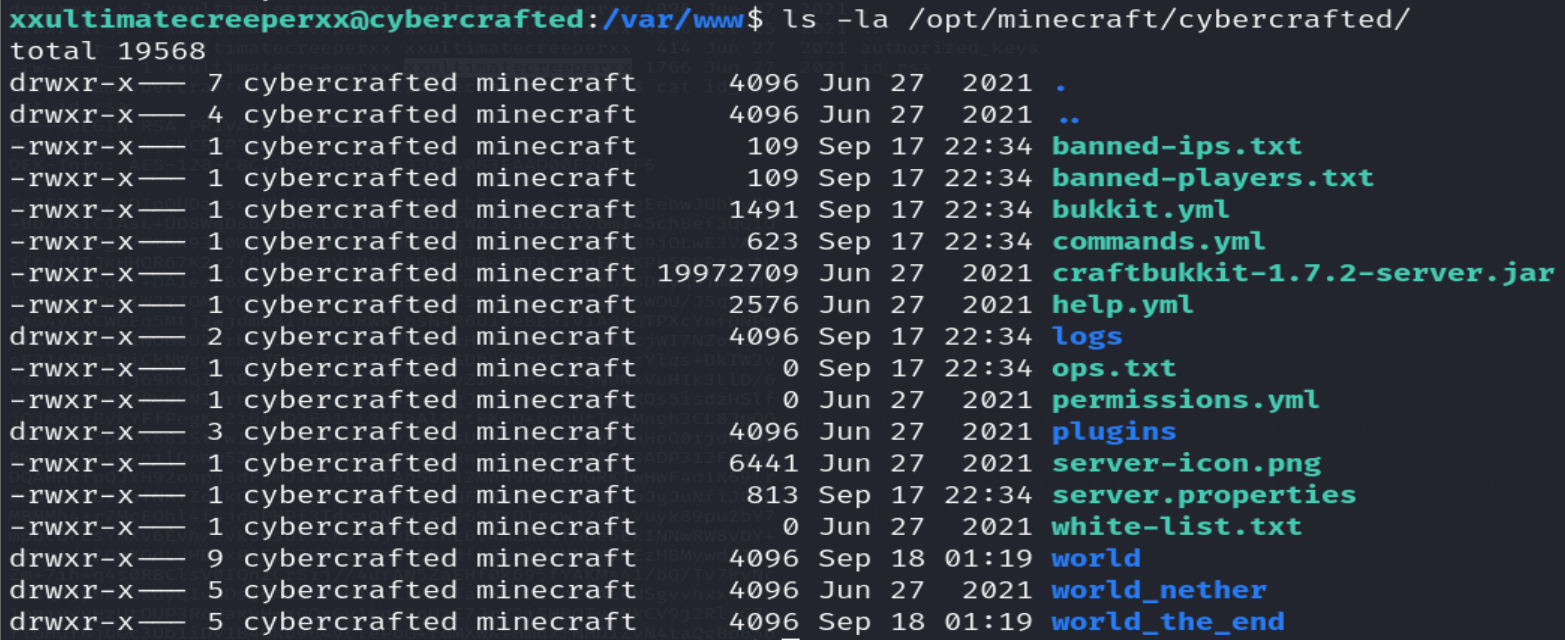 xxultimatecreeperxx@cybercrafted:/var/www$ ls -la /opt/minecraft/cybercrafted/
total 19568
drwxr-x--- 7 cybercrafted minecraft     4096 Jun 27  2021 .
drwxr-x--- 4 cybercrafted minecraft     4096 Jun 27  2021 ..
-rwxr-x--- 1 cybercrafted minecraft      109 Sep 17 22:34 banned-ips.txt
-rwxr-x--- 1 cybercrafted minecraft      109 Sep 17 22:34 banned-players.txt
-rwxr-x--- 1 cybercrafted minecraft     1491 Sep 17 22:34 bukkit.yml
-rwxr-x--- 1 cybercrafted minecraft      623 Sep 17 22:34 commands.yml
-rwxr-x--- 1 cybercrafted minecraft 19972709 Jun 27  2021 craftbukkit-1.7.2-server.jar
-rwxr-x--- 1 cybercrafted minecraft     2576 Jun 27  2021 help.yml
drwxr-x--- 2 cybercrafted minecraft     4096 Sep 17 22:34 logs
-rwxr-x--- 1 cybercrafted minecraft        0 Sep 17 22:34 ops.txt
-rwxr-x--- 1 cybercrafted minecraft        0 Jun 27  2021 permissions.yml
drwxr-x--- 3 cybercrafted minecraft     4096 Jun 27  2021 plugins
-rwxr-x--- 1 cybercrafted minecraft     6441 Jun 27  2021 server-icon.png
-rwxr-x--- 1 cybercrafted minecraft      813 Sep 17 22:34 server.properties
-rwxr-x--- 1 cybercrafted minecraft        0 Jun 27  2021 white-list.txt
drwxr-x--- 9 cybercrafted minecraft     4096 Sep 18 01:19 world
drwxr-x--- 5 cybercrafted minecraft     4096 Jun 27  2021 world_nether
drwxr-x--- 5 cybercrafted minecraft     4096 Sep 18 01:19 world_the_end